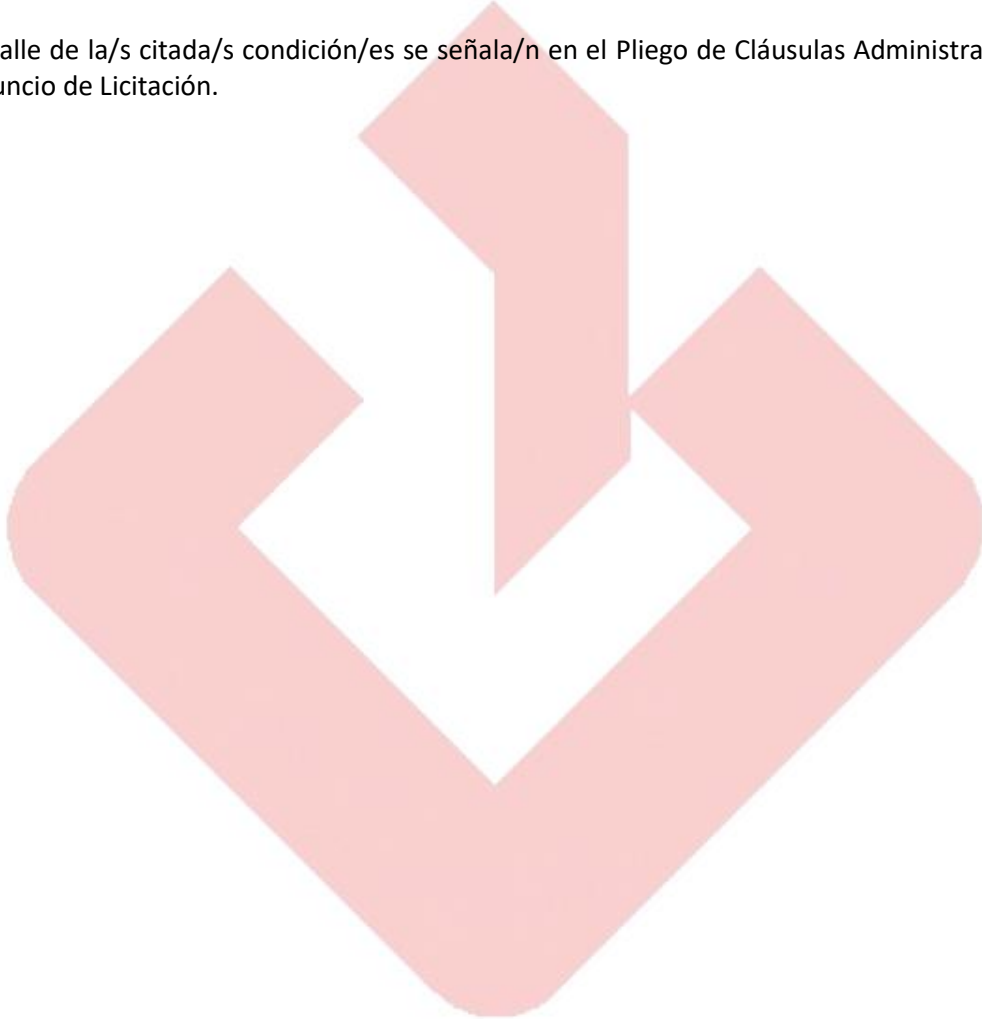 alle de la/s citada/s condición/es se señala/n en el Pliego de Cláusulas Administra
uncio de Licitación.